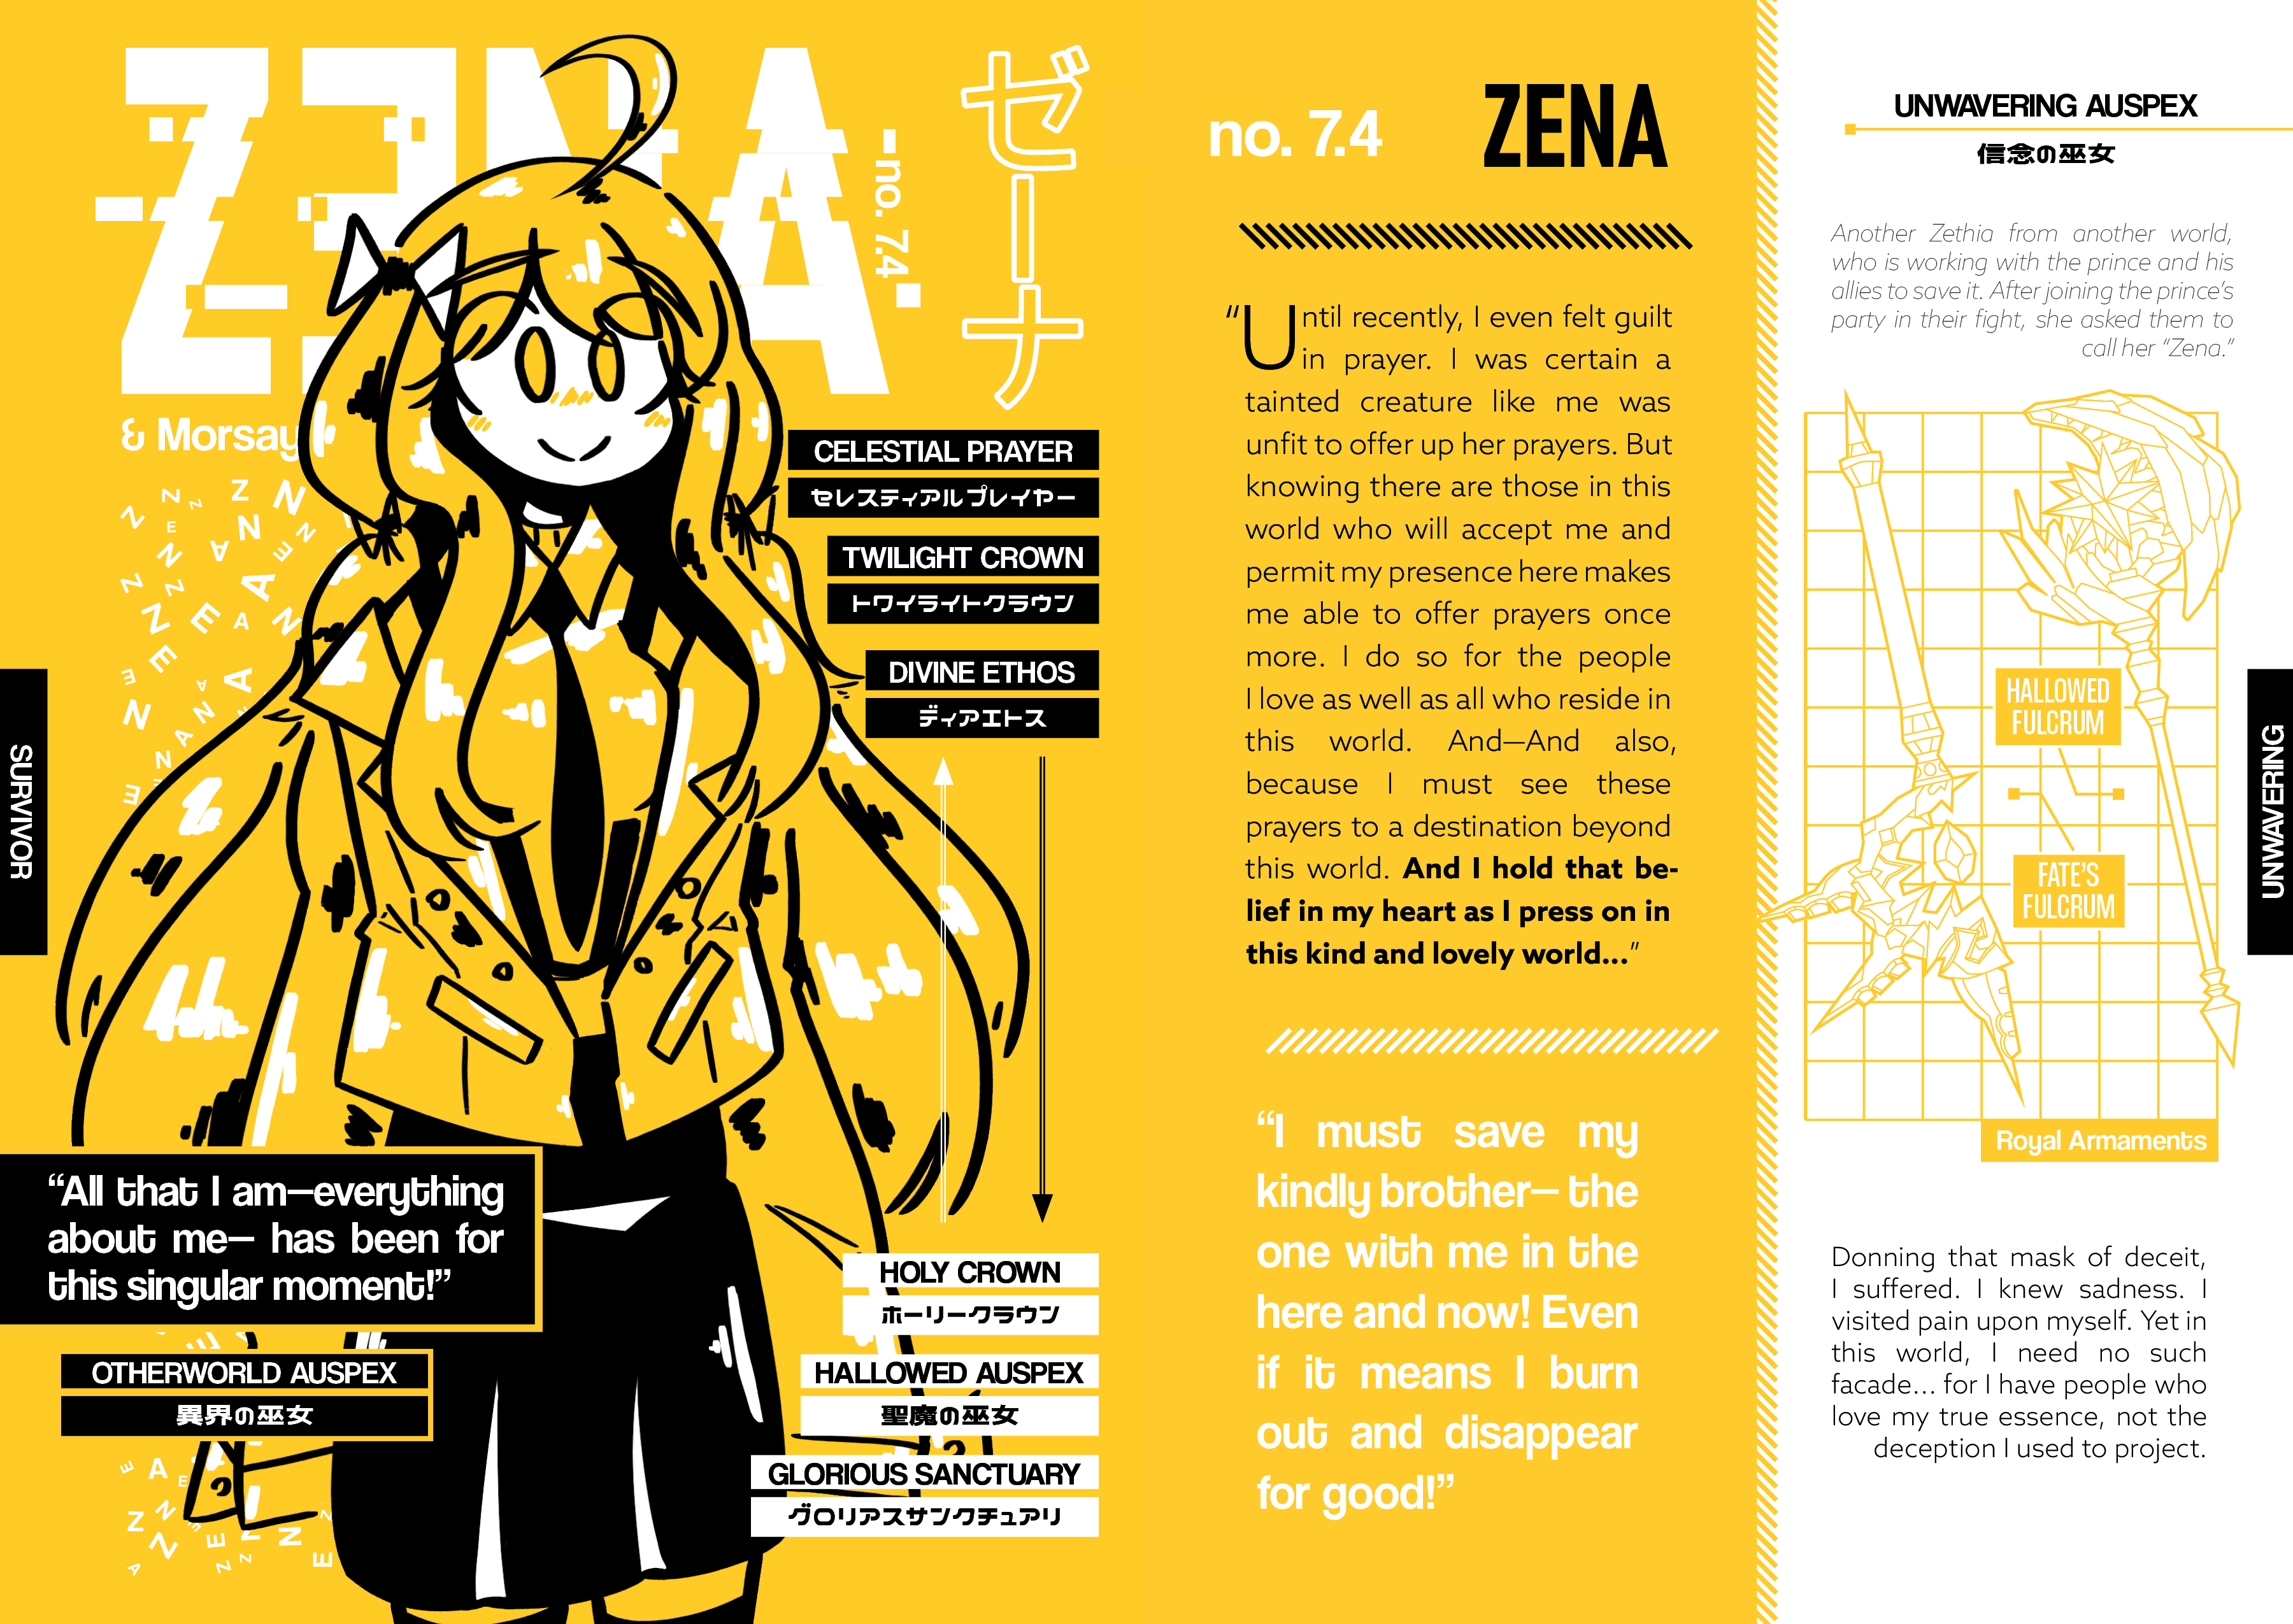 ZENA
-no. 7.4
ゼーナ
& Morsay
CELESTIAL PRAYER
セレスティアルプレイヤー
TWILIGHT CROWN
トワイライトクラウン
DIVINE ETHOS
ディアエトス
SURVIVOR
“All that I am—everything
about me— has been for
this singular moment!”
OTHERWORLD AUSPEX
異界の巫女
HOLY CROWN
ホーリークラウン
HALLOWED AUSPEX
聖魔の巫女
GLORIOUS SANCTUARY
グロリアスサンクチュアリ
no. 7.4
ZENA
“Until recently, I even felt guilt
in prayer. I was certain a
tainted creature like me was
unfit to offer up her prayers. But
knowing there are those in this
world who will accept me and
permit my presence here makes
me able to offer prayers once
more. I do so for the people
I love as well as all who reside in
this world. And—And also,
because I must see these
prayers to a destination beyond
this world. And I hold that be-
lief in my heart as I press on in
this kind and lovely world...”
“I must save my
kindly brother— the
one with me in the
here and now! Even
if it means I burn
out and disappear
for good!”
UNWAVERING AUSPEX
信念の巫女
Another Zethia from another world,
who is working with the prince and his
allies to save it. After joining the prince’s
party in their fight, she asked them to
call her “Zena.”
HALLOWED
FULCRUM
FATE’S
FULCRUM
Royal Armaments
UNWAVERING
Donning that mask of deceit,
I suffered. I knew sadness. I
visited pain upon myself. Yet in
this world, I need no such
facade... for I have people who
love my true essence, not the
deception I used to project.